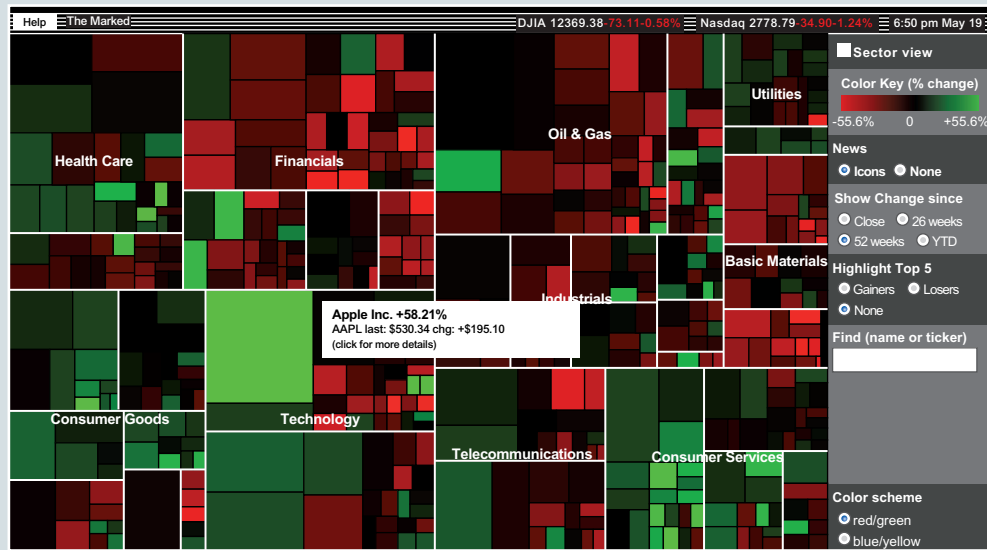 Help The Marked DJIA 12369.38 -73.11 -0.58% Nasdaq 2778.79 -34.90 -1.24% 6:50 pm May 19
Sector view
Color Key (% change)
-55.6% 0 +55.6%
News
Icons None
Show Change since
Close 26 weeks
52 weeks YTD
Highlight Top 5
Gainers Losers
None
Find (name or ticker)
Color scheme
red/green
blue/yellow
Health Care
Financials
Oil & Gas
Utilities
Basic Materials
Industrials
Apple Inc. +58.21%
AAPL last: $530.34 chg: +$195.10
(click for more details)
Consumer Goods
Technology
Telecommunications
Consumer Services